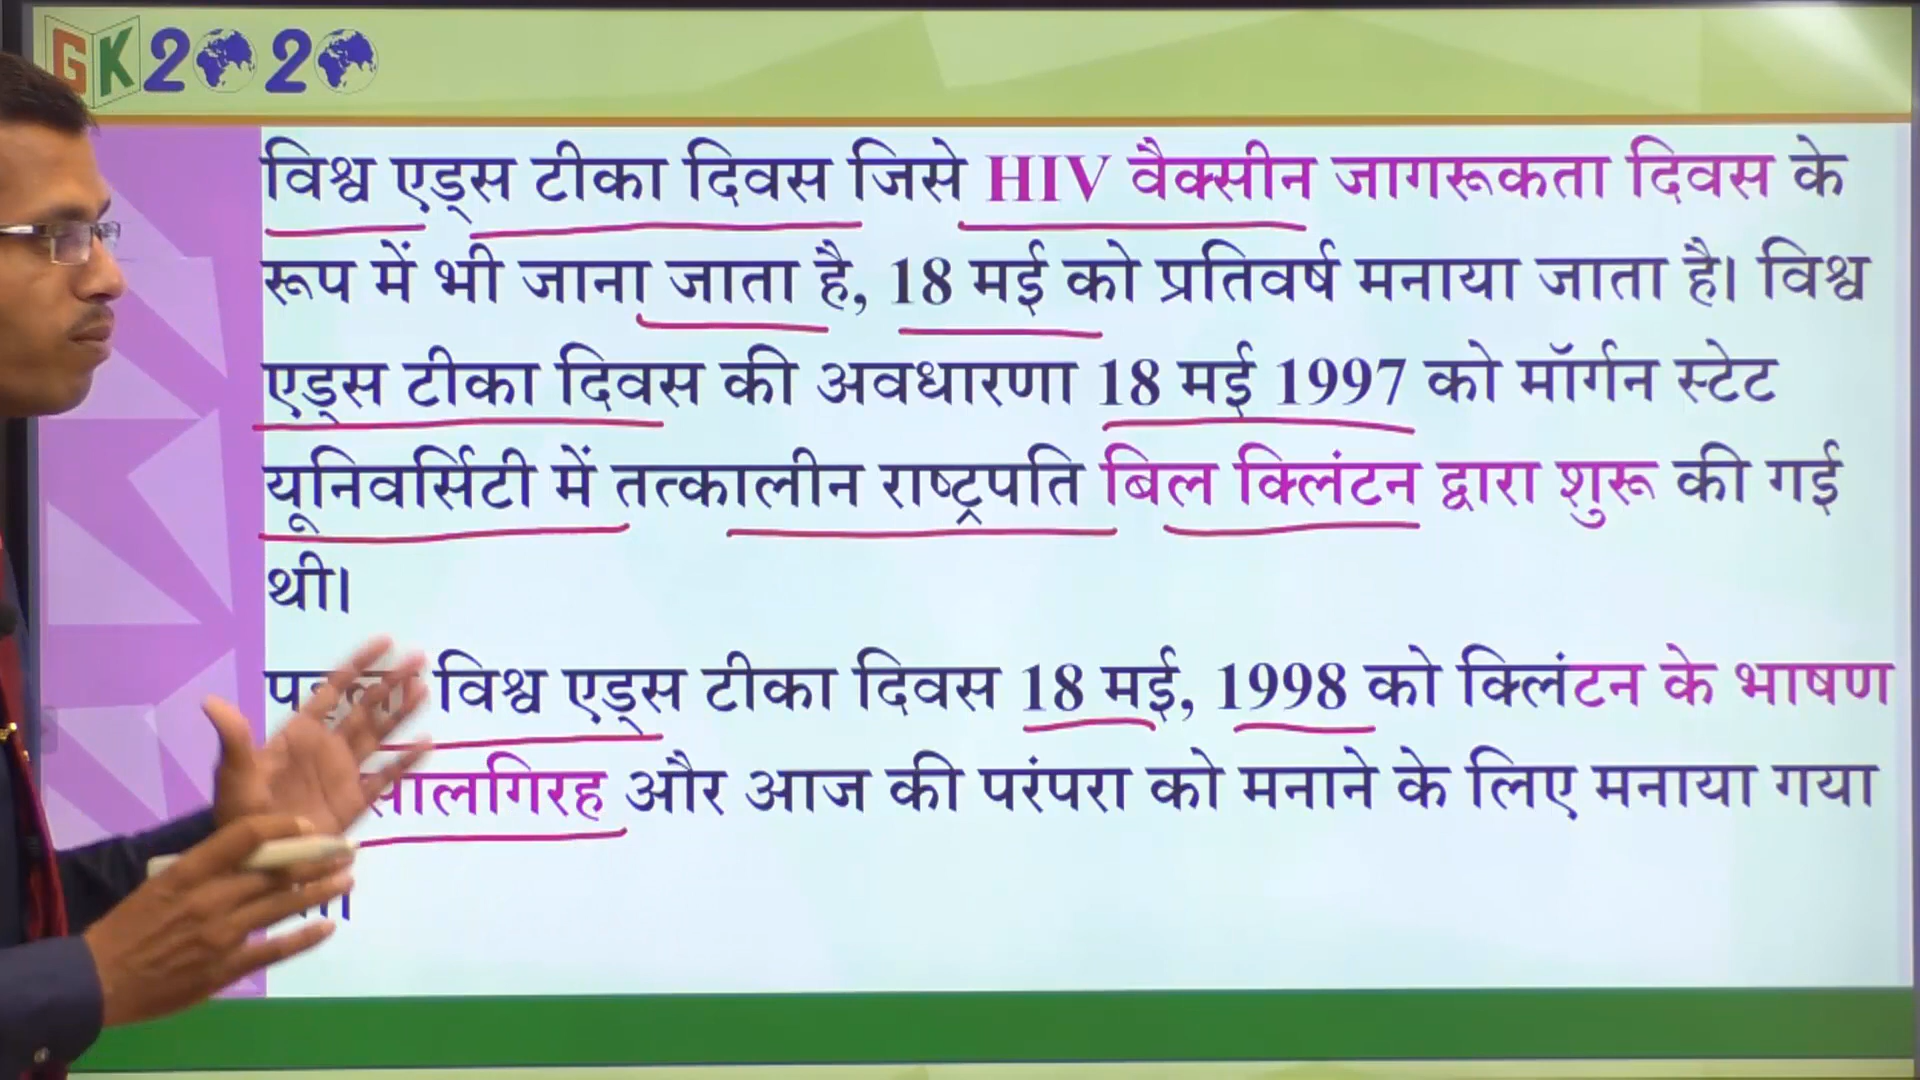 GK2020
विश्व एड्स टीका दिवस जिसे HIV वैक्सीन जागरूकता दिवस के
रूप में भी जाना जाता है, 18 मई को प्रतिवर्ष मनाया जाता है। विश्व
एड्स टीका दिवस की अवधारणा 18 मई 1997 को मॉर्गन स्टेट
यूनिवर्सिटी में तत्कालीन राष्ट्रपति बिल क्लिंटन द्वारा शुरू की गई
थी।
विश्व एड्स टीका दिवस 18 मई, 1998 को क्लिंटन के भाषण
सालगिरह और आज की परंपरा को मनाने के लिए मनाया गया